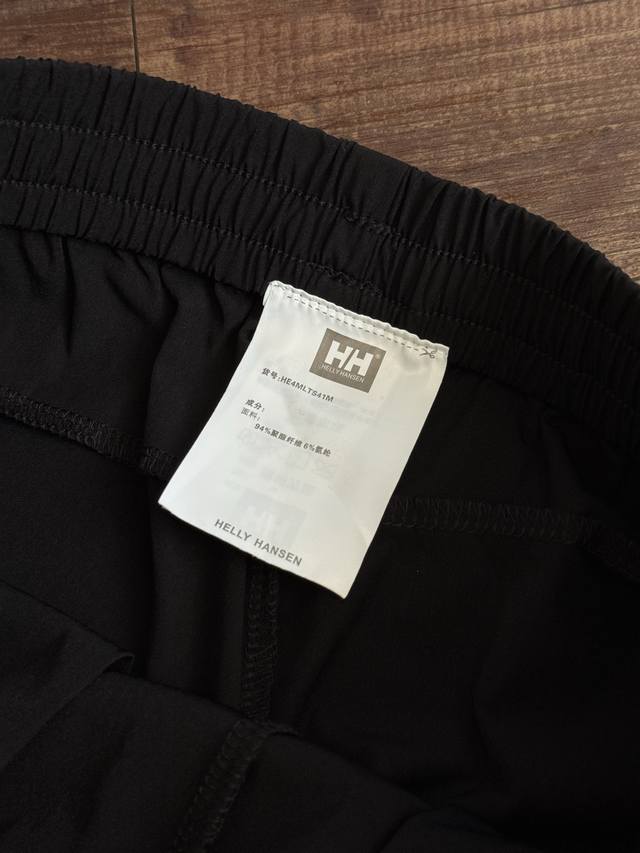 HH
HELLY HANSEN
货号:HE4MLTS41M
成分:
面料:
94%聚酯纤维 6%氨纶
HELLY HANSEN